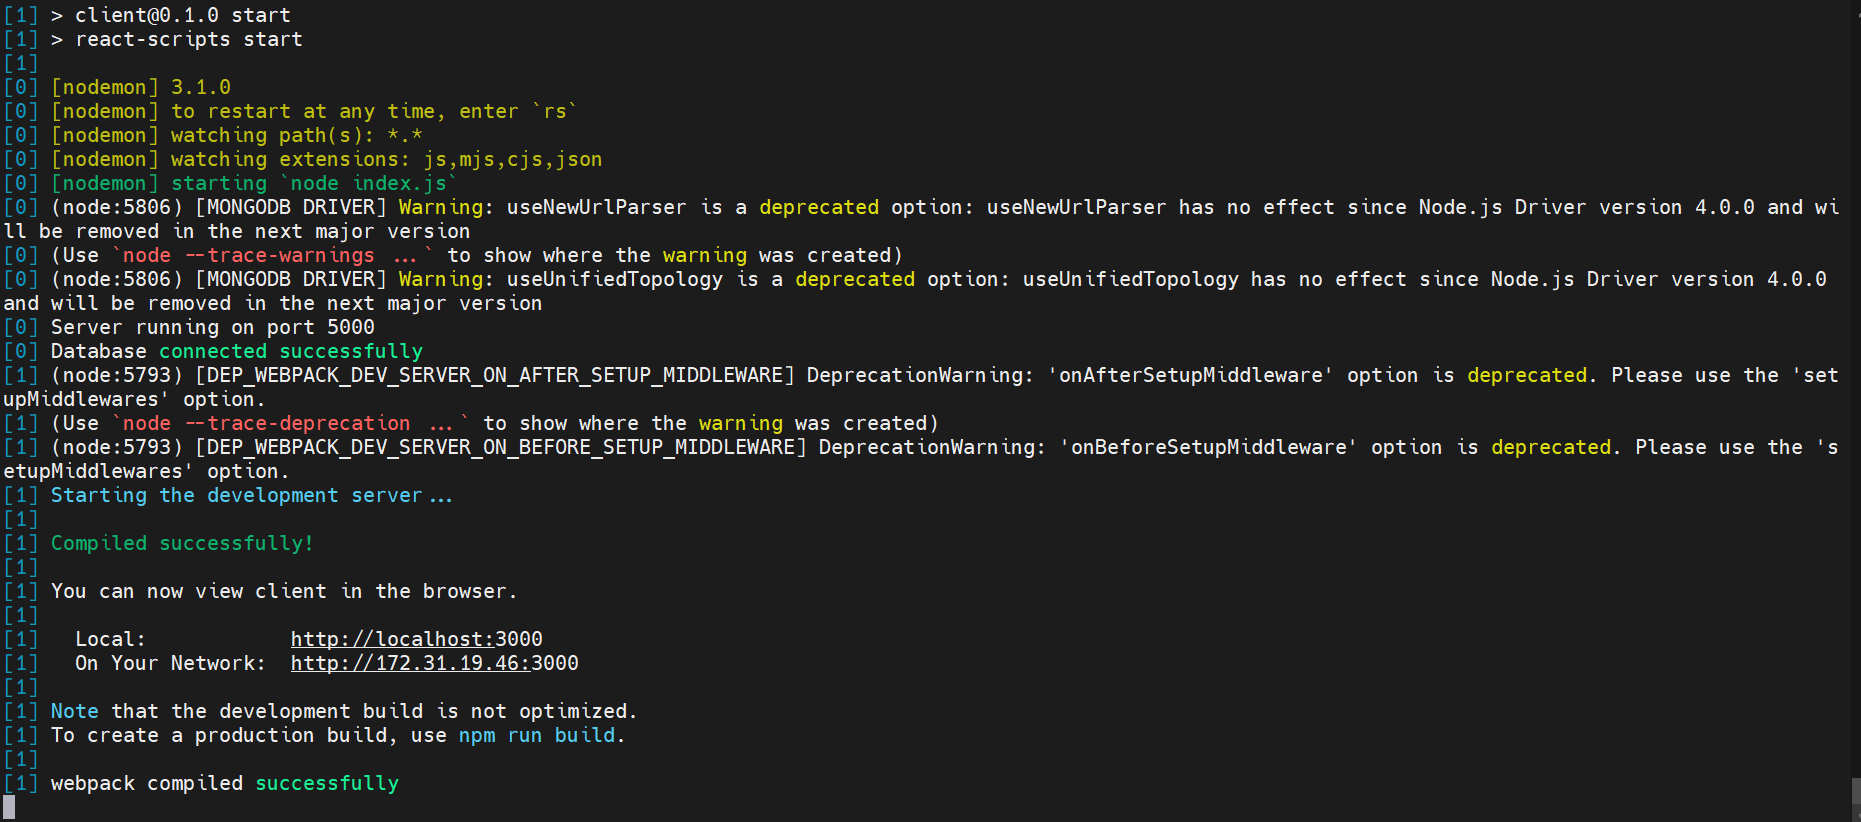 [1] > client@0.1.0 start
[1] > react-scripts start
[1]
[0] [nodemon] 3.1.0
[0] [nodemon] to restart at any time, enter `rs`
[0] [nodemon] watching path(s): *.*
[0] [nodemon] watching extensions: js,mjs,cjs,json
[0] [nodemon] starting `node index.js`
[0] (node:5806) [MONGODB DRIVER] Warning: useNewUrlParser is a deprecated option: useNewUrlParser has no effect since Node.js Driver version 4.0.0 and wi
ll be removed in the next major version
[0] (Use `node --trace-warnings ...` to show where the warning was created)
[0] (node:5806) [MONGODB DRIVER] Warning: useUnifiedTopology is a deprecated option: useUnifiedTopology has no effect since Node.js Driver version 4.0.0
and will be removed in the next major version
[0] Server running on port 5000
[0] Database connected successfully
[1] (node:5793) [DEP_WEBPACK_DEV_SERVER_ON_AFTER_SETUP_MIDDLEWARE] DeprecationWarning: 'onAfterSetupMiddleware' option is deprecated. Please use the 'set
upMiddlewares' option.
[1] (Use `node --trace-deprecation ...` to show where the warning was created)
[1] (node:5793) [DEP_WEBPACK_DEV_SERVER_ON_BEFORE_SETUP_MIDDLEWARE] DeprecationWarning: 'onBeforeSetupMiddleware' option is deprecated. Please use the 's
etupMiddlewares' option.
[1] Starting the development server...
[1]
[1] Compiled successfully!
[1]
[1] You can now view client in the browser.
[1]
[1]   Local:            http://localhost:3000
[1]   On Your Network:  http://172.31.19.46:3000
[1]
[1] Note that the development build is not optimized.
[1] To create a production build, use npm run build.
[1]
[1] webpack compiled successfully